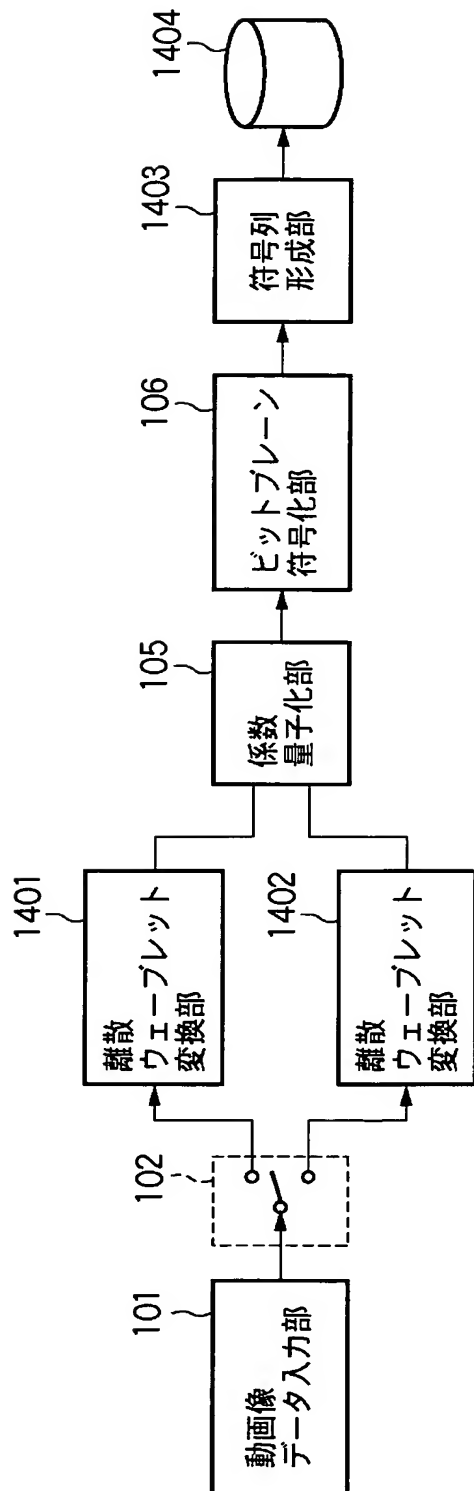 101
動画像
データ入力部
102
1401
離散
ウェーブレット
変換部
1402
離散
ウェーブレット
変換部
105
係数
量子化部
106
ビットプレーン
符号化部
1403
符号列
形成部
1404